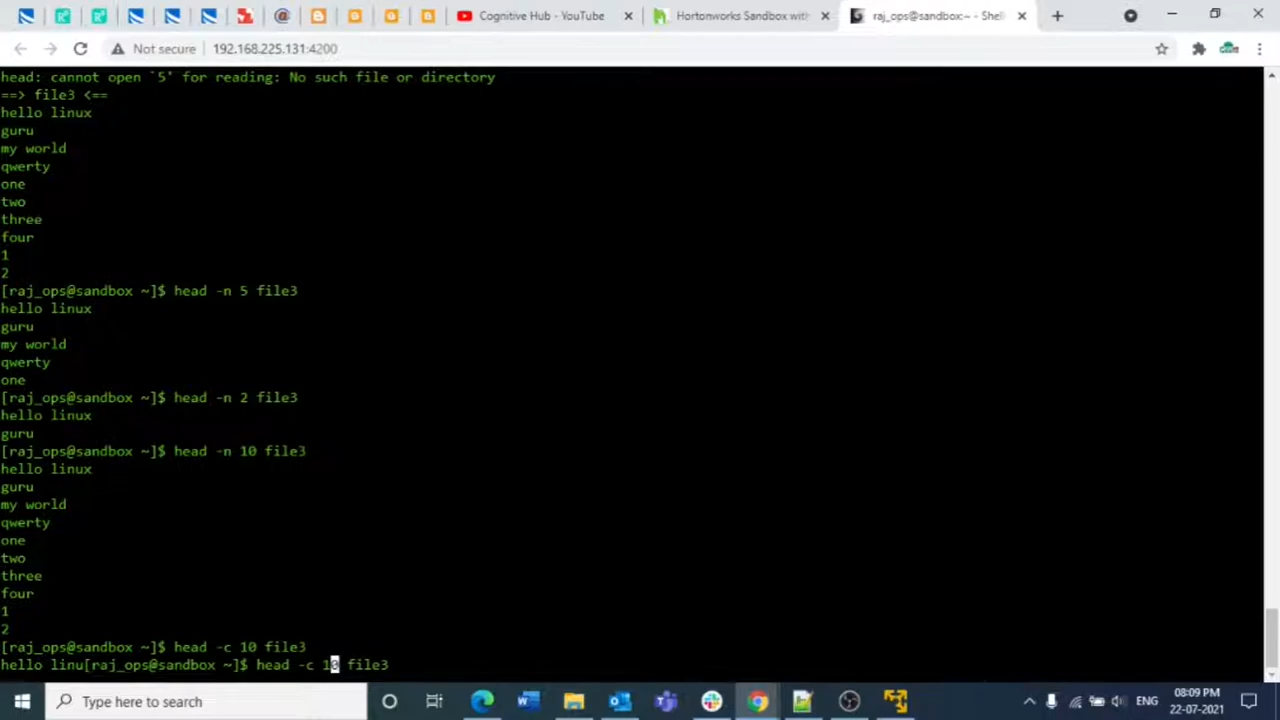 Cognitive Hub - YouTube
Hortonworks Sandbox with
raj_ops@sandbox:~ - Shell
Not secure
192.168.225.131:4200
head: cannot open `5' for reading: No such file or directory
==> file3 <==
hello linux
guru
my world
qwerty
one
two
three
four
1
2
[raj_ops@sandbox ~]$ head -n 5 file3
hello linux
guru
my world
qwerty
one
[raj_ops@sandbox ~]$ head -n 2 file3
hello linux
guru
[raj_ops@sandbox ~]$ head -n 10 file3
hello linux
guru
my world
qwerty
one
two
three
four
1
2
[raj_ops@sandbox ~]$ head -c 10 file3
hello linu[raj_ops@sandbox ~]$ head -c 10 file3
Type here to search
ENG
08:09 PM
22-07-2021